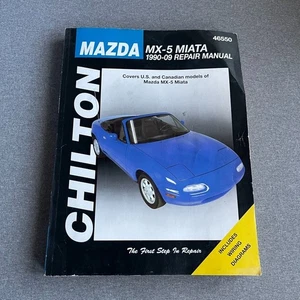 46550
MAZDA MX-5 MIATA
1990-09 REPAIR MANUAL
Covers U.S. and Canadian models of
Mazda MX-5 Miata
CHILTON
The First Step In Repair
INCLUDES
WIRING
DIAGRAMS